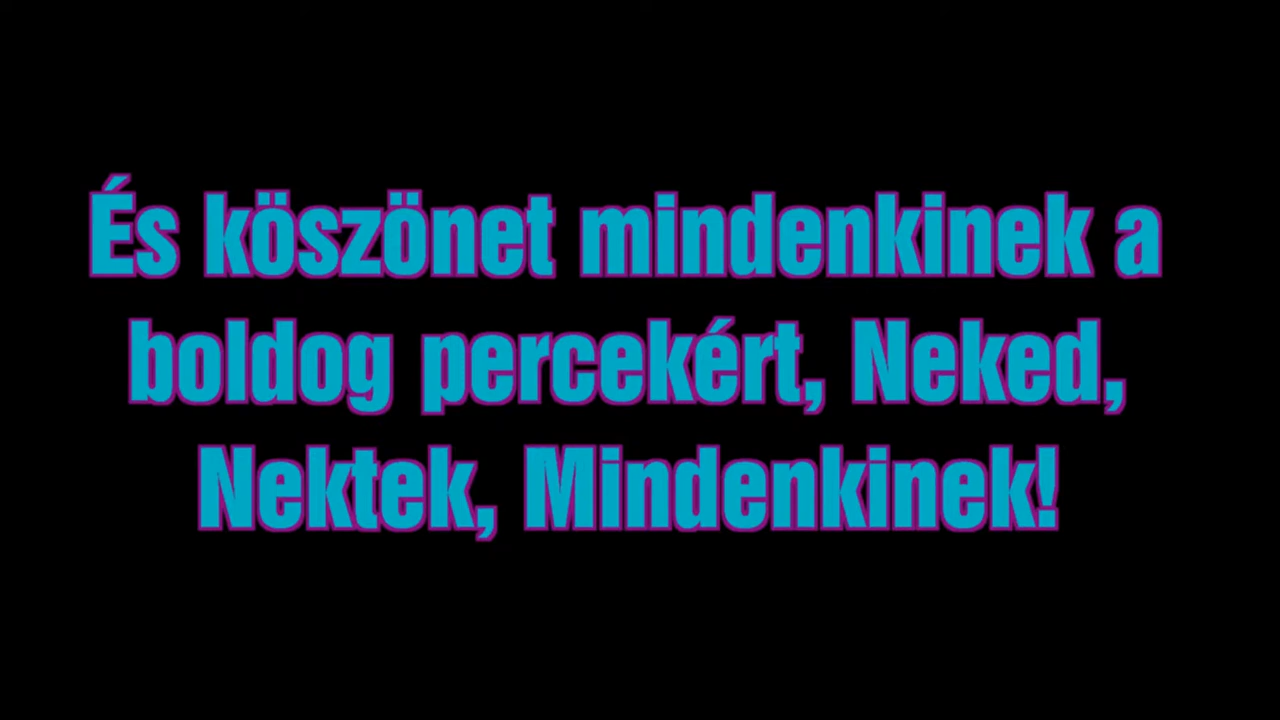 És köszönet mindenkinek a
boldog percekért, Neked,
Nektek, Mindenkinek!